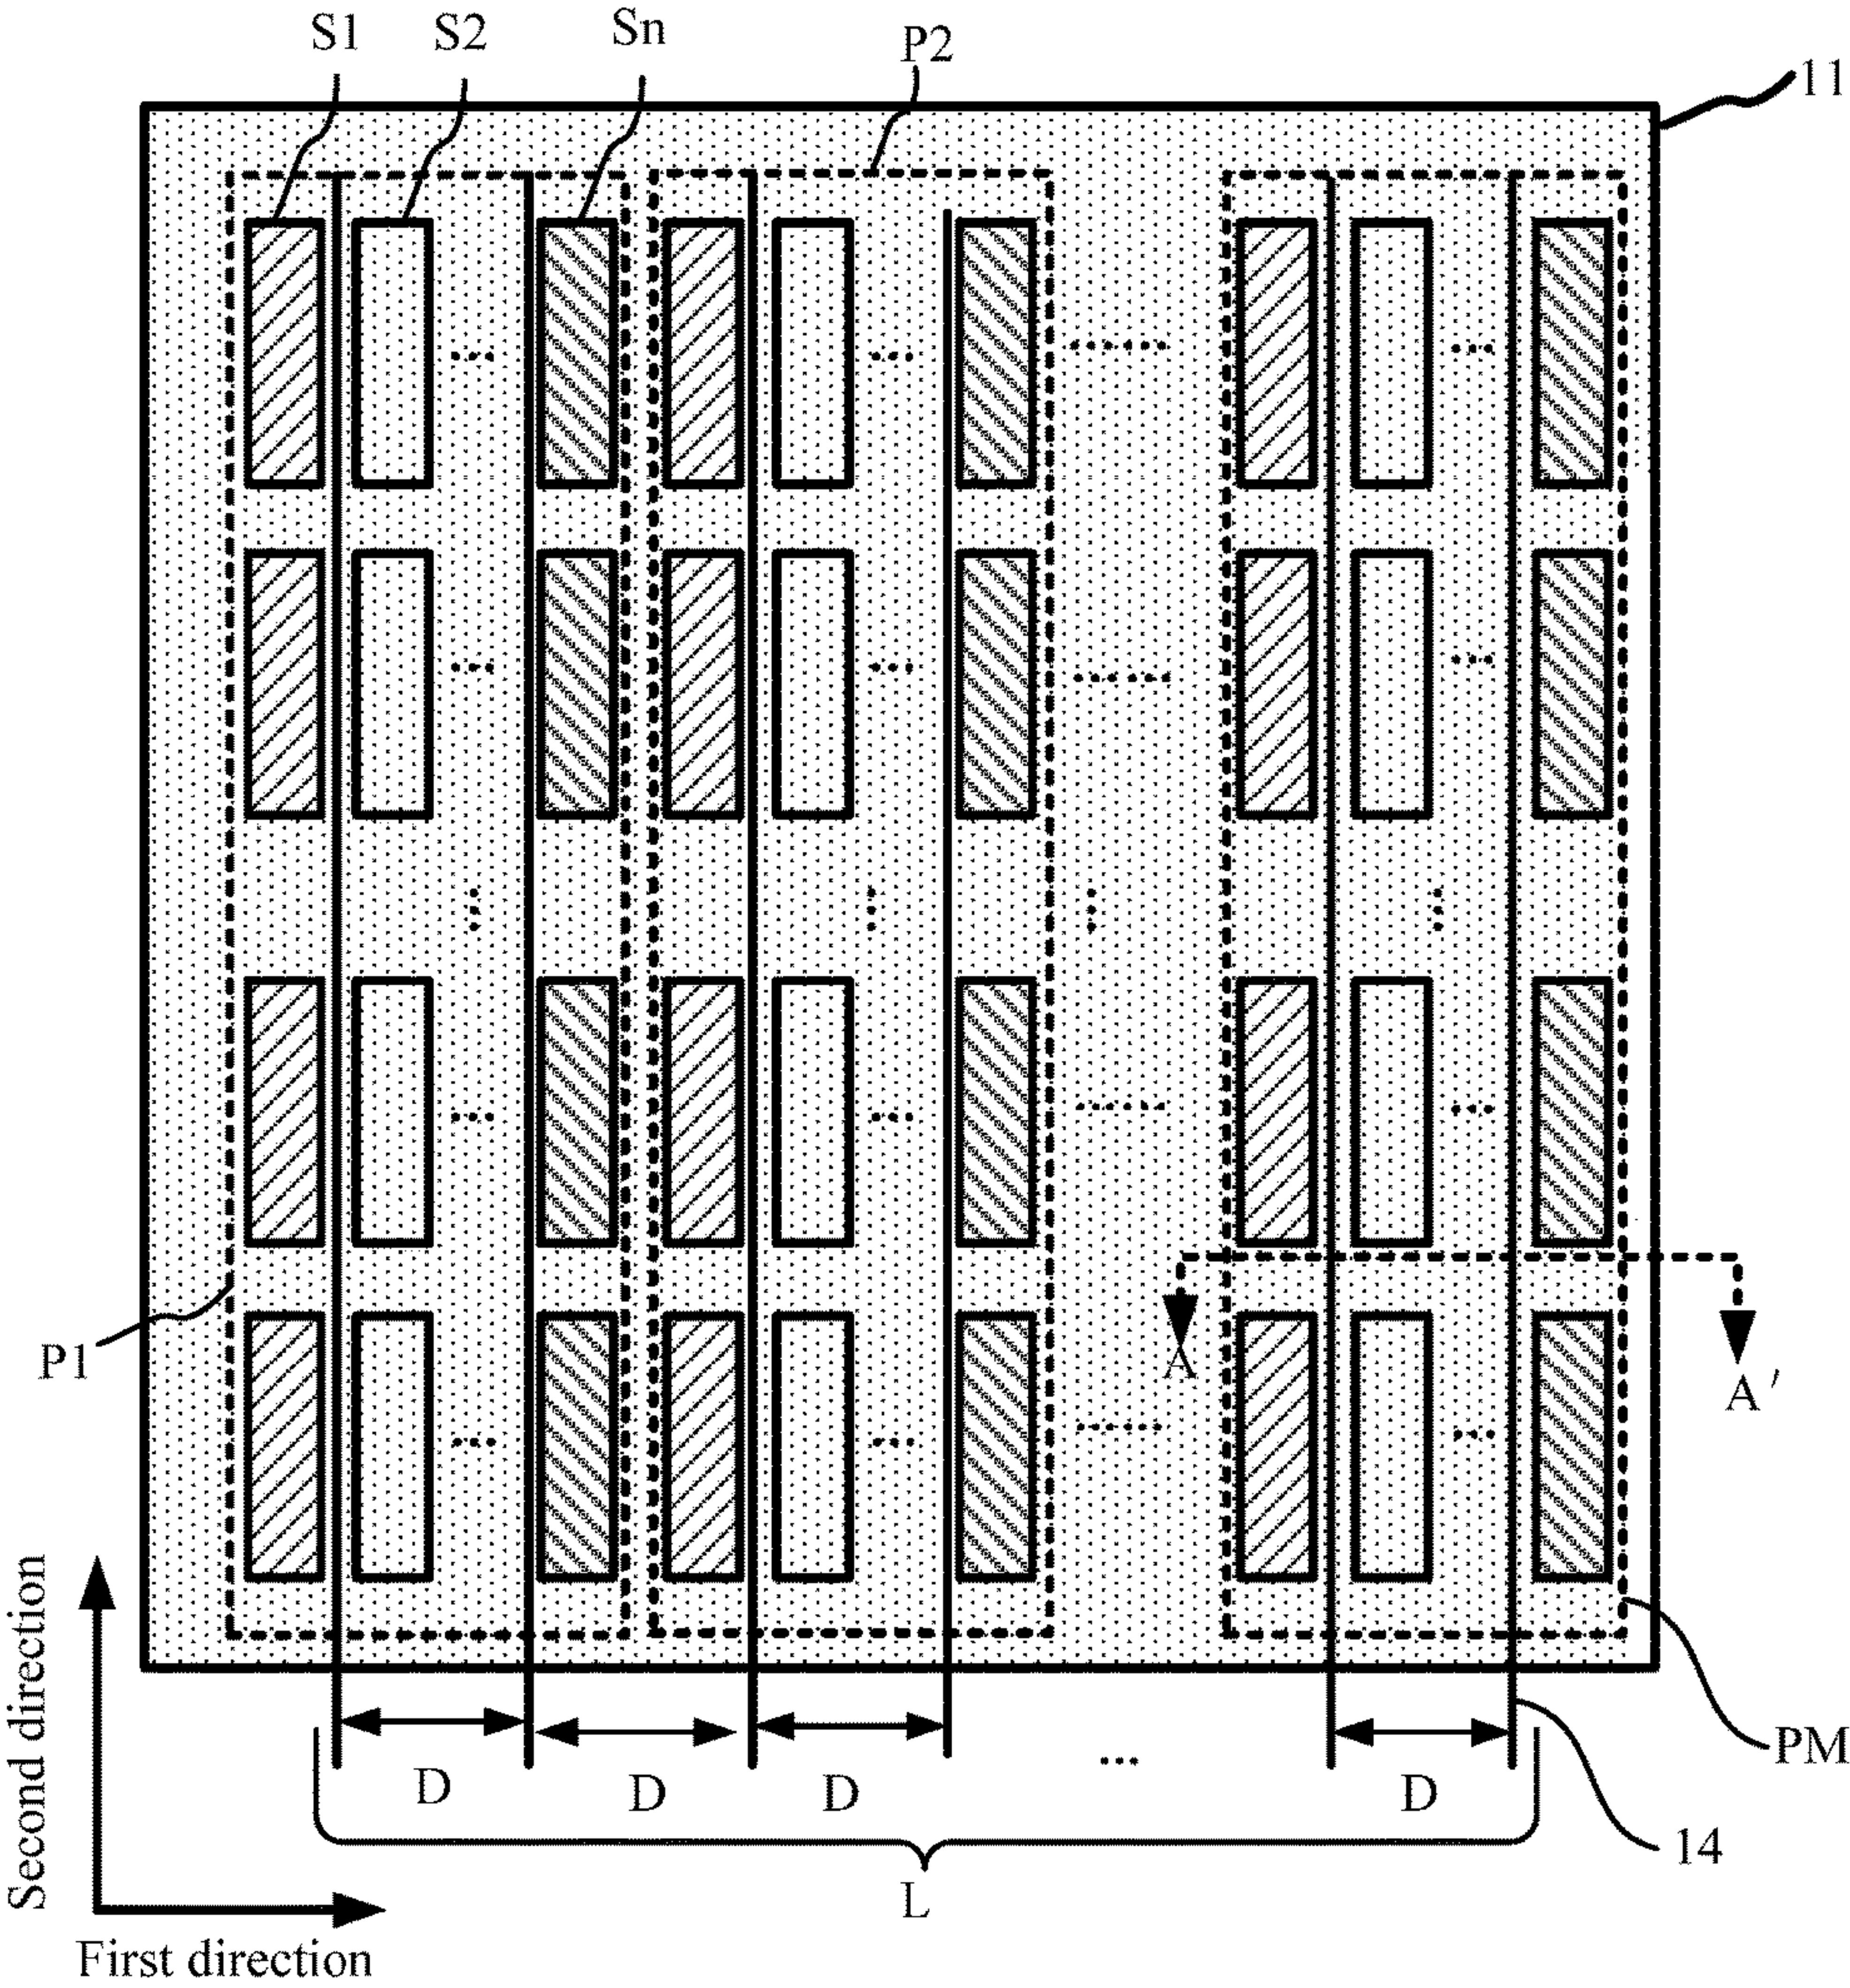 S1
S2
Sn
P2
11
P1
A
A'
PM
D
D
D
...
D
14
L
Second direction
First direction